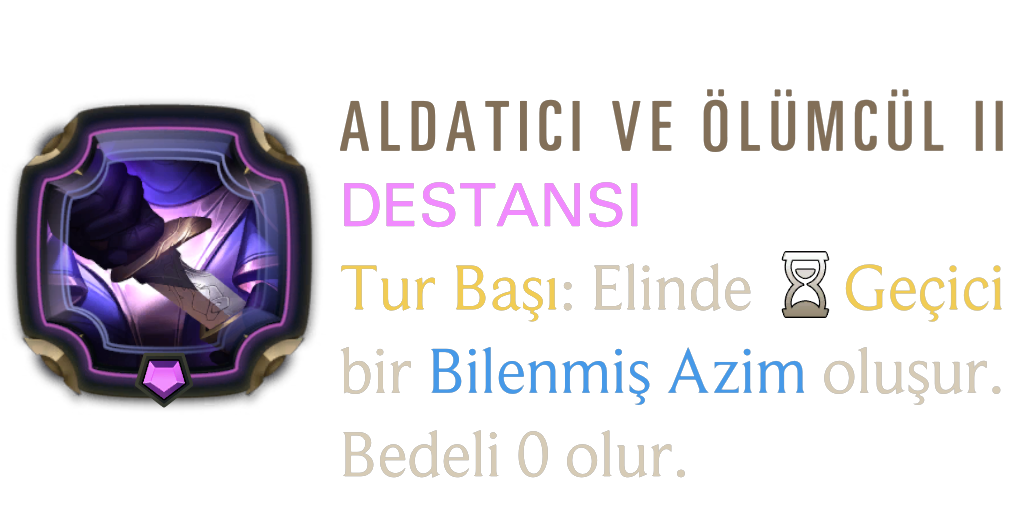 ALDATICI VE ÖLÜMCÜL II
DESTANSI
Tur Başı: Elinde Geçici
bir Bilenmiş Azim oluşur.
Bedeli 0 olur.